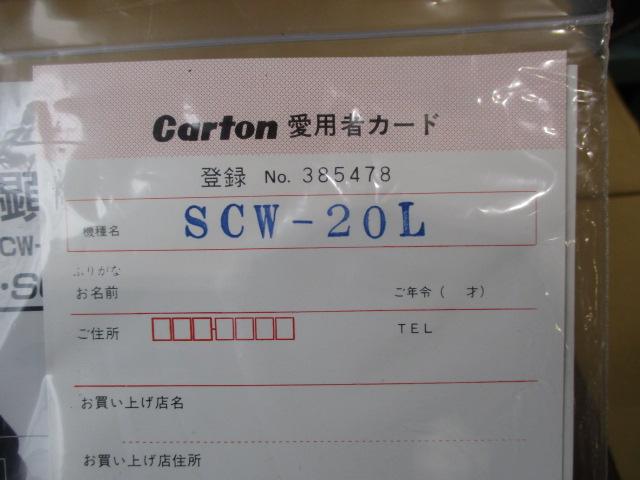 Carton 愛用者カード
登録 No. 385478
機種名 SCW-20L
ふりがな
お名前 ご年令( 才)
ご住所 TEL
お買い上げ店名
お買い上げ店住所
顕
CW-
・S